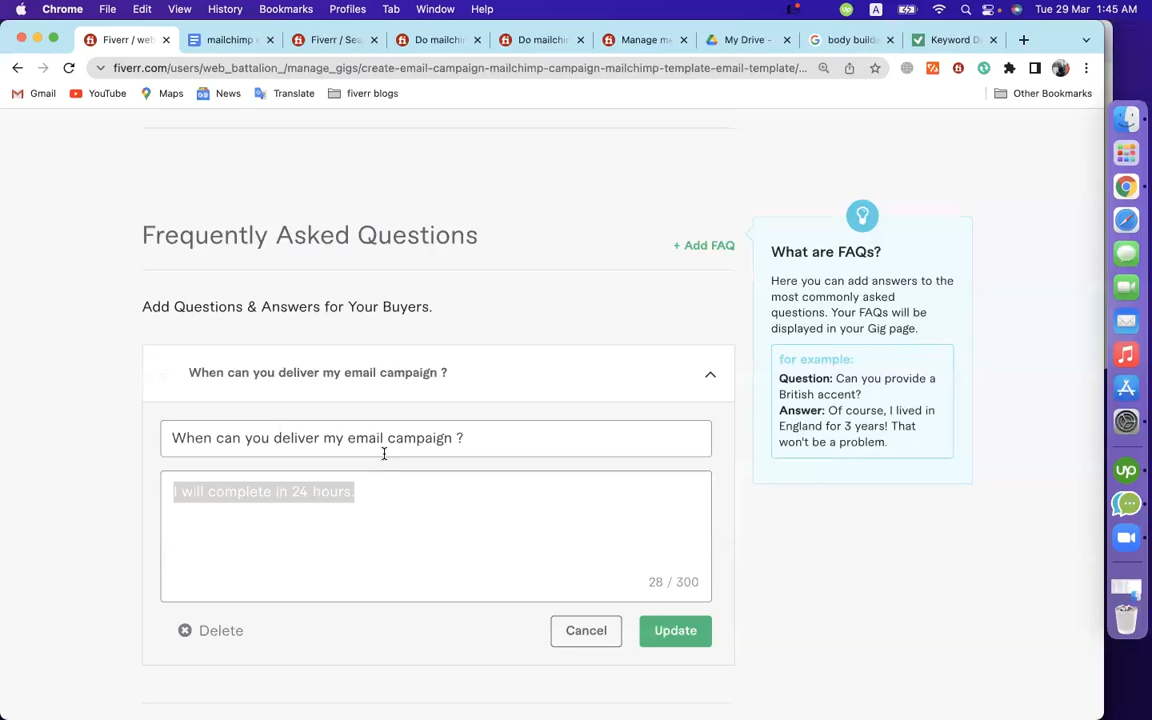 Chrome File Edit View History Bookmarks Profiles Tab Window Help A Tue 29 Mar 1:45 AM
Fiverr / web mailchimp Fiverr / Sea Do mailchi Do mailchi Manage m My Drive - body build Keyword D
fiverr.com/users/web_battalion_/manage_gigs/create-email-campaign-mailchimp-campaign-mailchimp-template-email-template/...
Gmail YouTube Maps News Translate fiverr blogs Other Bookmarks
Frequently Asked Questions
+ Add FAQ
Add Questions & Answers for Your Buyers.
When can you deliver my email campaign ?
When can you deliver my email campaign ?
I will complete in 24 hours.
28 / 300
Delete
Cancel
Update
What are FAQs?
Here you can add answers to the
most commonly asked
questions. Your FAQs will be
displayed in your Gig page.
for example:
Question: Can you provide a
British accent?
Answer: Of course, I lived in
England for 3 years! That
won't be a problem.
up